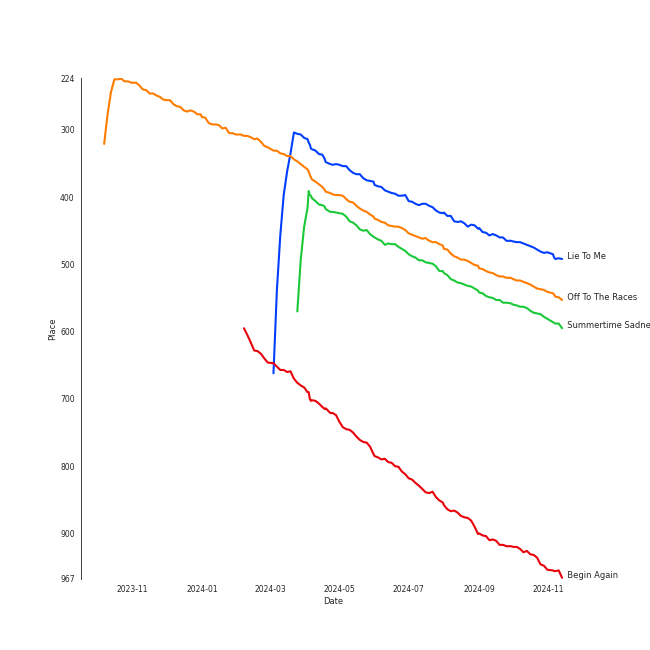 224
300
400
500
600
700
800
900
967
Place
2023-11
2024-01
2024-03
2024-05
2024-07
2024-09
2024-11
Date
Lie To Me
Off To The Races
Summertime Sadne
Begin Again